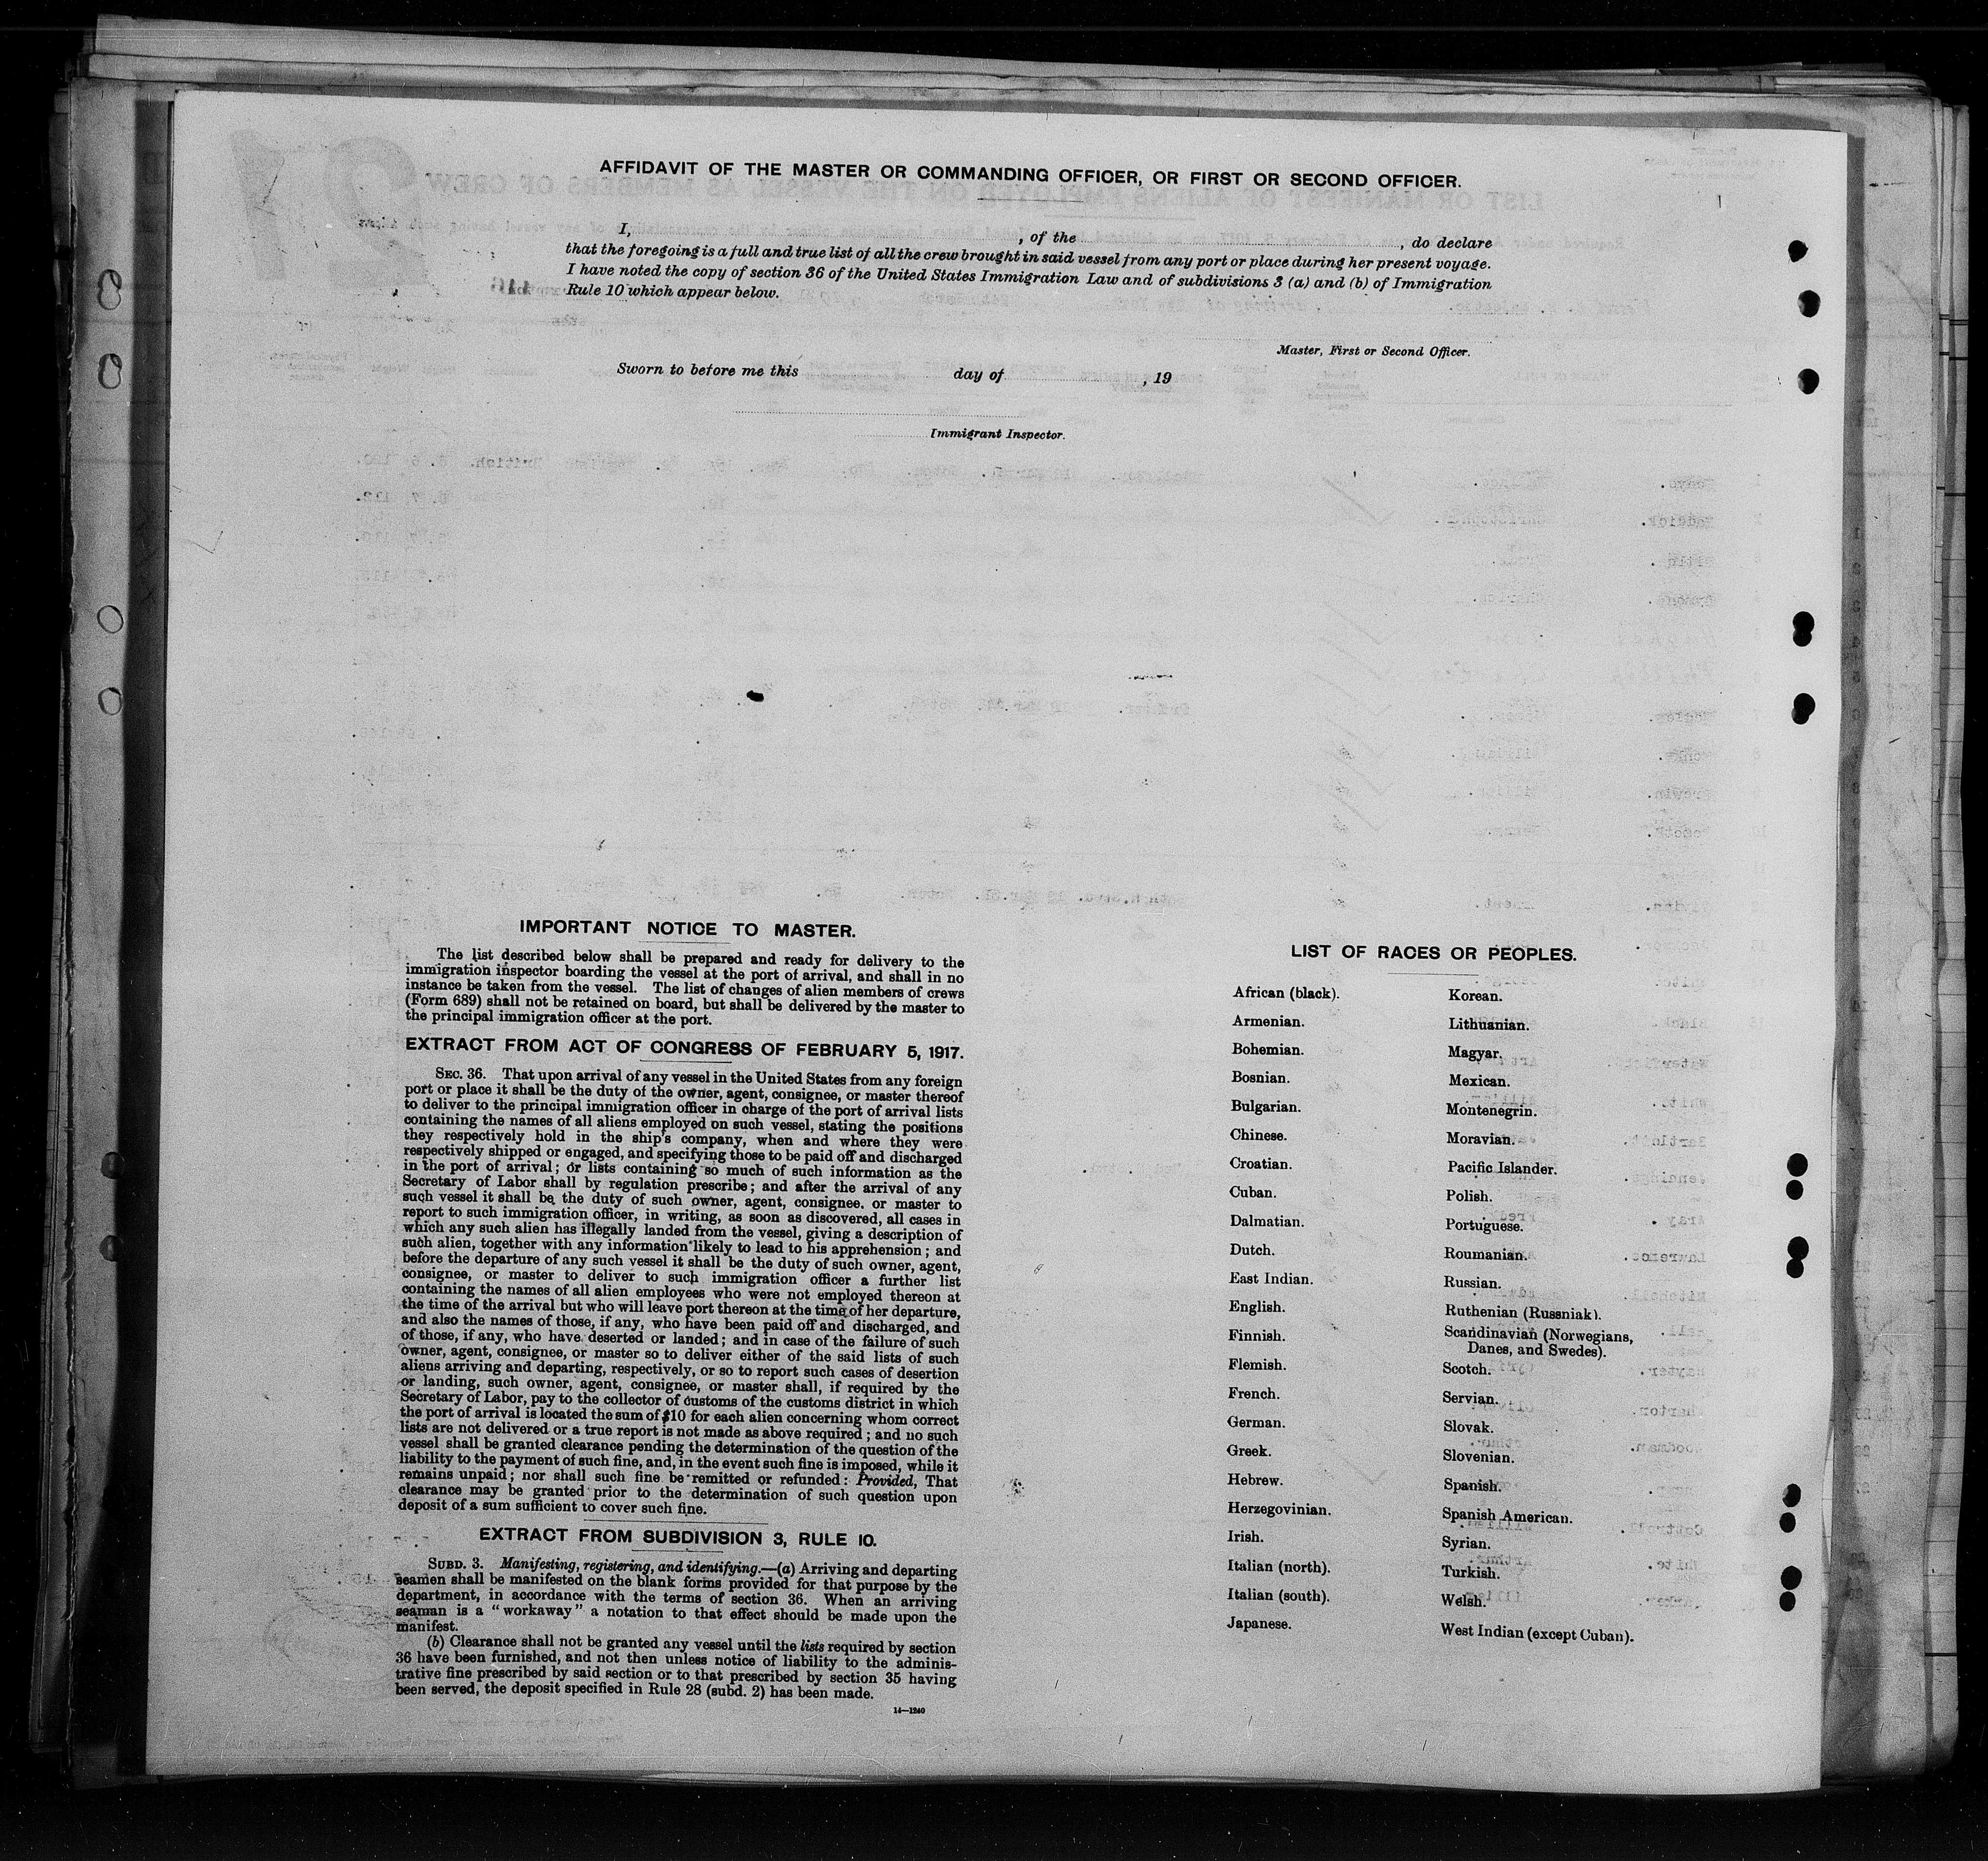 AFFIDAVIT OF THE MASTER OR COMMANDING OFFICER, OR FIRST OR SECOND OFFICER.
I, , of the , do declare
that the foregoing is a full and true list of all the crew brought in said vessel from any port or place during her present voyage.
I have noted the copy of section 36 of the United States Immigration Law and of subdivisions 3 (a) and (b) of Immigration
Rule 10 which appear below.
Master, First or Second Officer.
Sworn to before me this day of , 19
Immigrant Inspector.
IMPORTANT NOTICE TO MASTER.
The list described below shall be prepared and ready for delivery to the
immigration inspector boarding the vessel at the port of arrival, and shall in no
instance be taken from the vessel. The list of changes of alien members of crews
(Form 689) shall not be retained on board, but shall be delivered by the master to
the principal immigration officer at the port.
EXTRACT FROM ACT OF CONGRESS OF FEBRUARY 5, 1917.
SEC. 36. That upon arrival of any vessel in the United States from any foreign
port or place it shall be the duty of the owner, agent, consignee, or master thereof
to deliver to the principal immigration officer in charge of the port of arrival lists
containing the names of all aliens employed on such vessel, stating the positions
they respectively hold in the ship's company, when and where they were
respectively shipped or engaged, and specifying those to be paid off and discharged
in the port of arrival; or lists containing so much of such information as the
Secretary of Labor shall by regulation prescribe; and after the arrival of any
such vessel it shall be the duty of such owner, agent, consignee, or master to
report to such immigration officer, in writing, as soon as discovered, all cases in
which any such alien has illegally landed from the vessel, giving a description of
such alien, together with any information likely to lead to his apprehension; and
before the departure of any such vessel it shall be the duty of such owner, agent,
consignee, or master to deliver to such immigration officer a further list
containing the names of all alien employees who were not employed thereon at
the time of the arrival but who will leave port thereon at the time of her departure,
and also the names of those, if any, who have been paid off and discharged, and
of those, if any, who have deserted or landed; and in case of the failure of such
owner, agent, consignee, or master so to deliver either of the said lists of such
aliens arriving and departing, respectively, or so to report such cases of desertion
or landing, such owner, agent, consignee, or master shall, if required by the
Secretary of Labor, pay to the collector of customs of the customs district in which
the port of arrival is located the sum of $10 for each alien concerning whom correct
lists are not delivered or a true report is not made as above required; and no such
vessel shall be granted clearance pending the determination of the question of the
liability to the payment of such fine, and, in the event such fine is imposed, while it
remains unpaid; nor shall such fine be remitted or refunded: Provided, That
clearance may be granted prior to the determination of such question upon
deposit of a sum sufficient to cover such fine.
EXTRACT FROM SUBDIVISION 3, RULE 10.
SUBD. 3. Manifesting, registering, and identifying.—(a) Arriving and departing
seamen shall be manifested on the blank forms provided for that purpose by the
department, in accordance with the terms of section 36. When an arriving
seaman is a "workaway" a notation to that effect should be made upon the
manifest.
(b) Clearance shall not be granted any vessel until the lists required by section
36 have been furnished, and not then unless notice of liability to the adminis-
trative fine prescribed by said section or to that prescribed by section 35 having
been served, the deposit specified in Rule 28 (subd. 2) has been made.
14—1240
LIST OF RACES OR PEOPLES.
African (black).
Armenian.
Bohemian.
Bosnian.
Bulgarian.
Chinese.
Croatian.
Cuban.
Dalmatian.
Dutch.
East Indian.
English.
Finnish.
Flemish.
French.
German.
Greek.
Hebrew.
Herzegovinian.
Irish.
Italian (north).
Italian (south).
Japanese.
Korean.
Lithuanian.
Magyar.
Mexican.
Montenegrin.
Moravian.
Pacific Islander.
Polish.
Portuguese.
Roumanian.
Russian.
Ruthenian (Russniak).
Scandinavian (Norwegians,
Danes, and Swedes).
Scotch.
Servian.
Slovak.
Slovenian.
Spanish.
Spanish American.
Syrian.
Turkish.
Welsh.
West Indian (except Cuban).